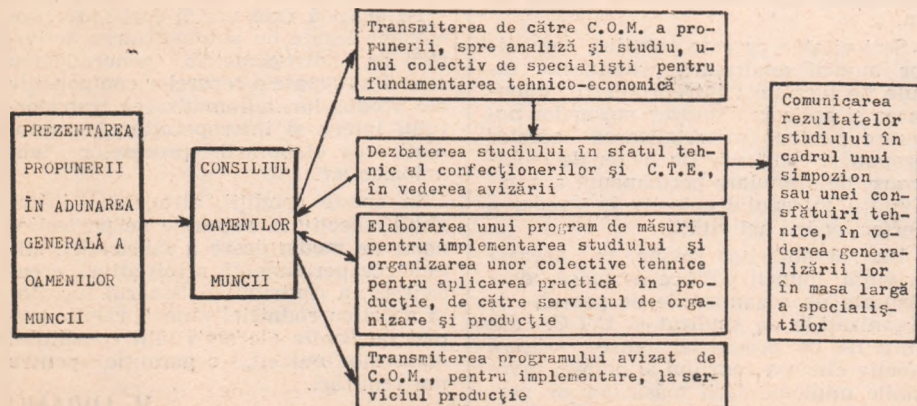 PREZENTAREA
PROPUNERII
ÎN ADUNAREA
GENERALĂ A
OAMENILOR
MUNCII
CONSILIUL
OAMENILOR
MUNCII
Transmiterea de către C.O.M. a pro-
punerii, spre analiză şi studiu, u-
nui colectiv de specialişti pentru
fundamentarea tehnico-economică
Dezbaterea studiului în sfatul teh-
nic al confecţionerilor şi C.T.E.,
în vederea avizării
Elaborarea unui program de măsuri
pentru implementarea studiului şi
organizarea unor colective tehnice
pentru aplicarea practică în pro-
ducţie, de către serviciul de orga-
nizare şi producţie
Transmiterea programului avizat de
C.O.M., pentru implementare, la ser-
viciul producţie
Comunicarea
rezultatelor
studiului în
cadrul unui
simpozion
sau unei con-
sfătuiri teh-
nice, în ve-
derea genera-
lizării lor
în masa largă
a specialiş-
tilor